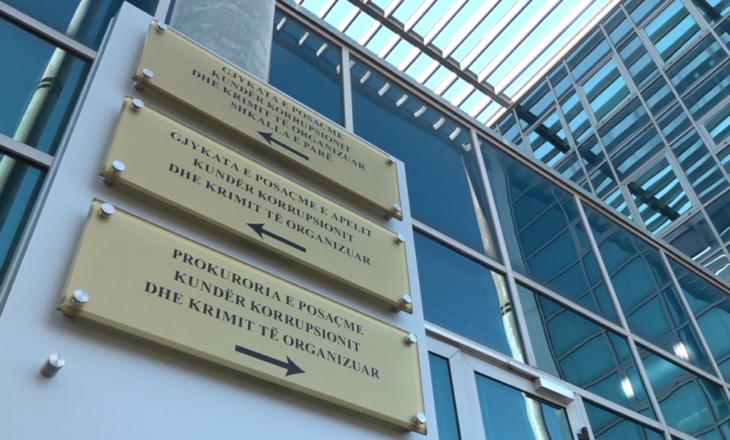 GJYKATA E POSAÇME
KUNDËR KORRUPSIONIT
DHE KRIMIT TË ORGANIZUAR
SHKALLA E PARË
GJYKATA E POSAÇME E APELIT
KUNDËR KORRUPSIONIT
DHE KRIMIT TË ORGANIZUAR
PROKURORIA E POSAÇME
KUNDËR KORRUPSIONIT
DHE KRIMIT TË ORGANIZUAR